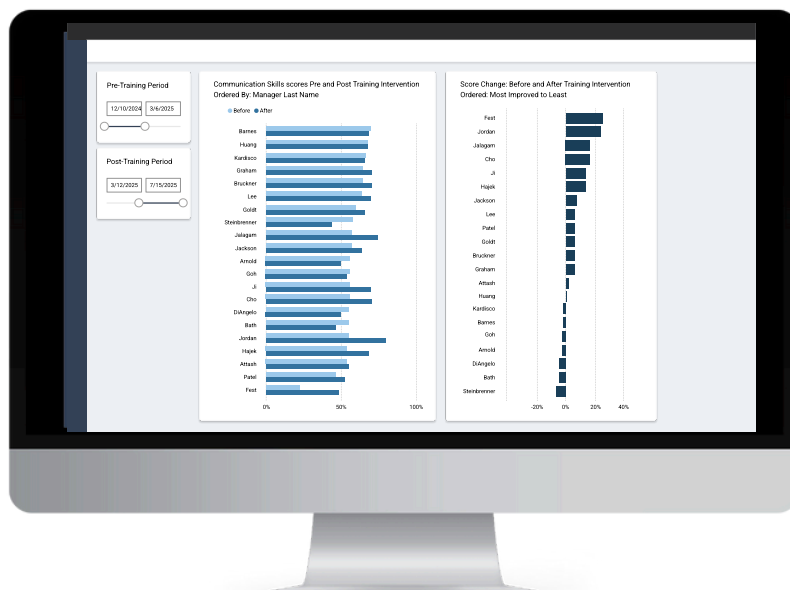 Pre-Training Period
12/10/2024 3/6/2025
Post-Training Period
3/12/2025 7/15/2025
Communication Skills scores Pre and Post Training Intervention
Ordered By: Manager Last Name
Before After
Barnes
Huang
Kardisco
Graham
Bruckner
Lee
Goldt
Steinbrenner
Jalagam
Jackson
Arnold
Goh
Ji
Cho
DiAngelo
Bath
Jordan
Hajek
Attash
Patel
Fest
0% 50% 100%
Score Change: Before and After Training Intervention
Ordered: Most Improved to Least
Fest
Jordan
Jalagam
Cho
Ji
Hajek
Jackson
Lee
Patel
Goldt
Bruckner
Graham
Attash
Huang
Kardisco
Barnes
Goh
Arnold
DiAngelo
Bath
Steinbrenner
-20% 0% 20% 40%